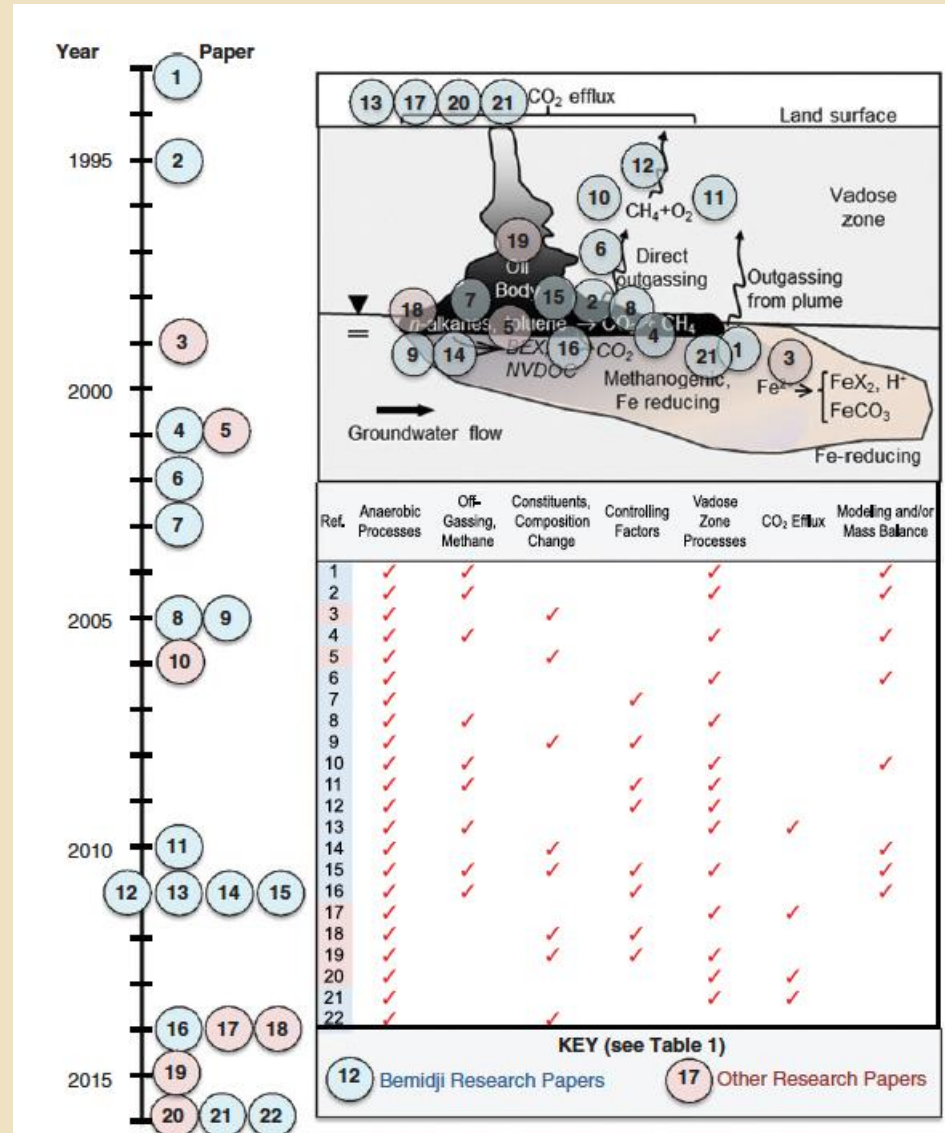 Year Paper
1
1995 2
3
2000
4 5
6
7
2005 8 9
10
2010 11
12 13 14 15
16 17 18
2015 19
20 21 22
13 17 20 21 CO₂ efflux
Land surface
12
10 CH₄+O₂ 11
Vadose
zone
19 6
Oil
Body
Direct
outgassing
Outgassing
from plume
18 7 15 2 8
n-alkanes, toluene → CO₂ + CH₄
5 4
9 14 16 → CO₂ 21 1 3
NVDOC
Methanogenic,
Fe reducing
FeX₂, H⁺
FeCO₃
Groundwater flow
Fe-reducing
Ref. Anaerobic Processes Off-Gassing, Methane Constituents, Composition Change Controlling Factors Vadose Zone Processes CO₂ Efflux Modeling and/or Mass Balance
1 ✓ ✓ ✓ ✓
2 ✓ ✓ ✓ ✓
3 ✓ ✓
4 ✓ ✓ ✓ ✓
5 ✓ ✓
6 ✓ ✓ ✓
7 ✓ ✓
8 ✓ ✓ ✓
9 ✓ ✓ ✓
10 ✓ ✓ ✓ ✓
11 ✓ ✓ ✓ ✓
12 ✓ ✓ ✓
13 ✓ ✓ ✓ ✓
14 ✓ ✓ ✓
15 ✓ ✓ ✓ ✓ ✓ ✓
16 ✓ ✓ ✓ ✓
17 ✓ ✓ ✓
18 ✓ ✓ ✓
19 ✓ ✓ ✓ ✓
20 ✓ ✓ ✓
21 ✓ ✓ ✓
22 ✓ ✓
KEY (see Table 1)
12 Bemidji Research Papers 17 Other Research Papers